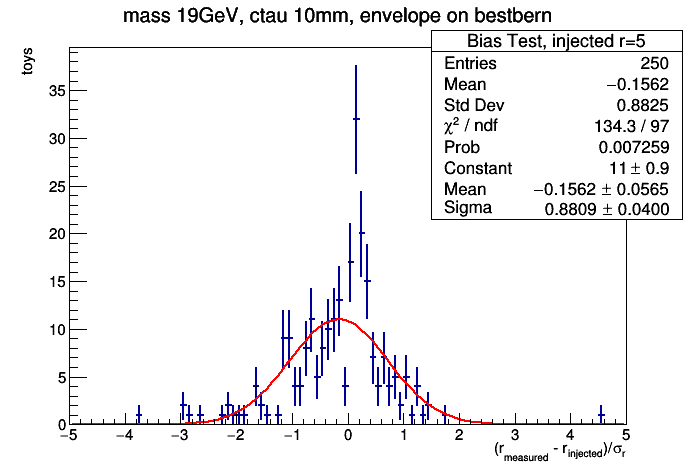 mass 19GeV, ctau 10mm, envelope on bestbern
Bias Test, injected r=5
Entries 250
Mean −0.1562
Std Dev 0.8825
χ² / ndf 134.3 / 97
Prob 0.007259
Constant 11 ± 0.9
Mean −0.1562 ± 0.0565
Sigma 0.8809 ± 0.0400
toys
35
30
25
20
15
10
5
0
−5 −4 −3 −2 −1 0 1 2 3 4 5
(r_measured - r_injected)/σ_r